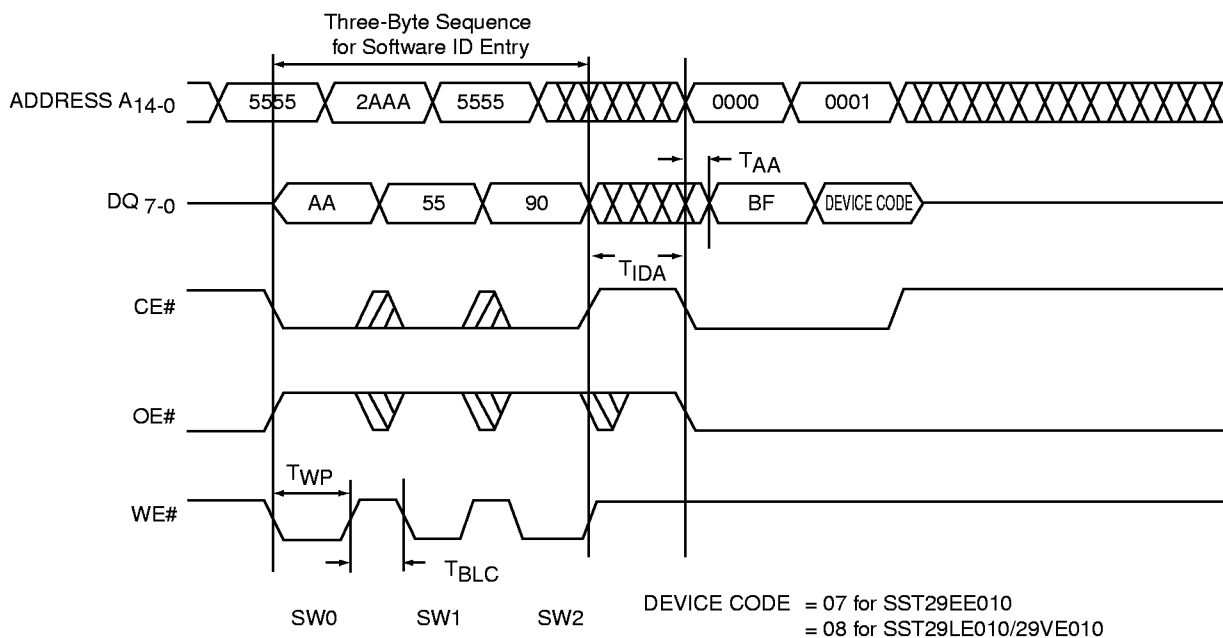 Three-Byte Sequence
for Software ID Entry
ADDRESS A14-0 5555 2AAA 5555 0000 0001
TAA
DQ 7-0 AA 55 90 BF DEVICE CODE
TIDA
CE#
OE#
TWP
WE#
TBLC
SW0 SW1 SW2
DEVICE CODE = 07 for SST29EE010
= 08 for SST29LE010/29VE010